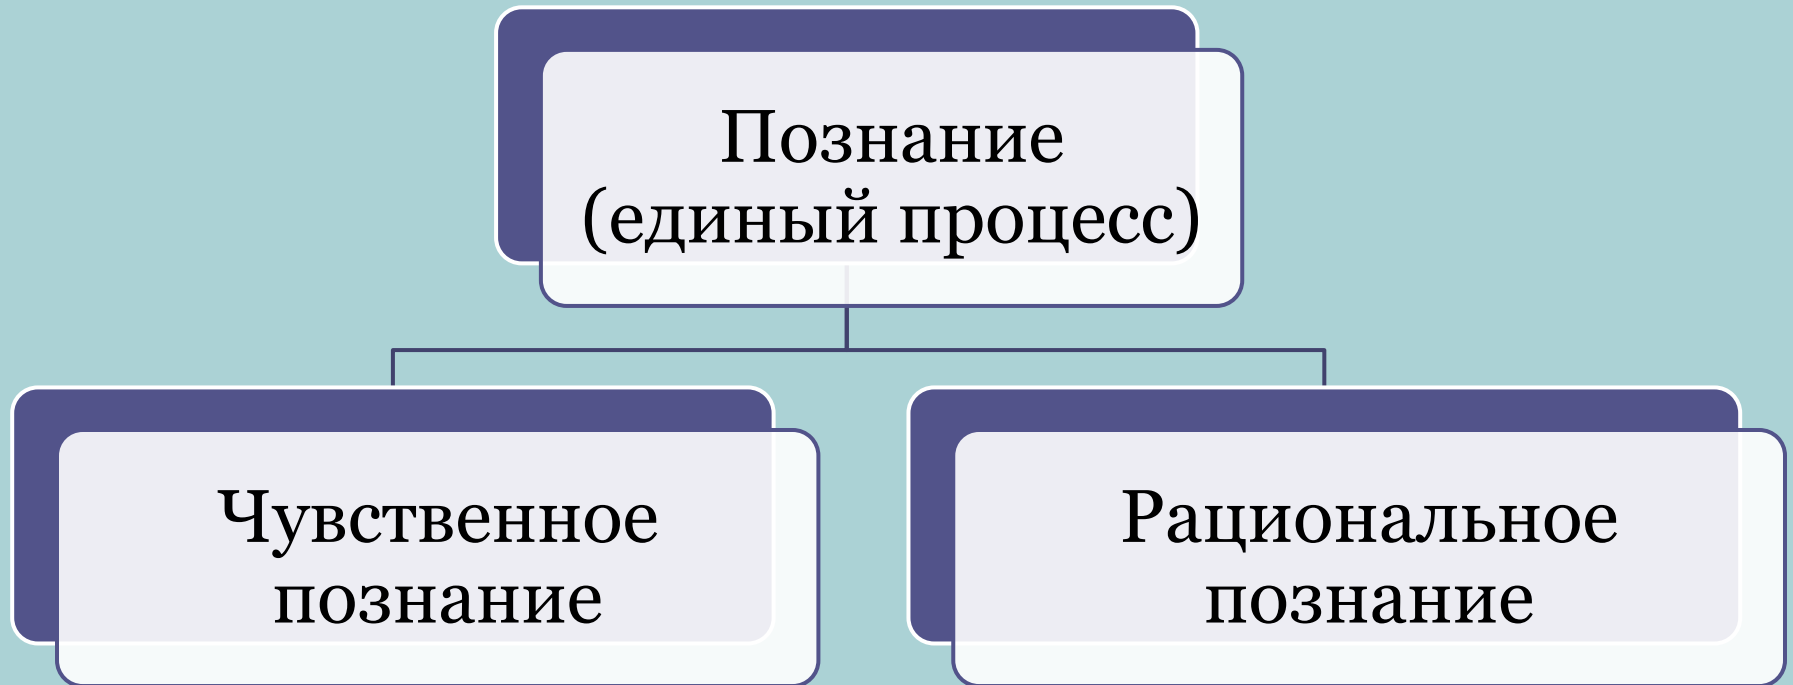 Познание
(единый процесс)
Чувственное
познание
Рациональное
познание